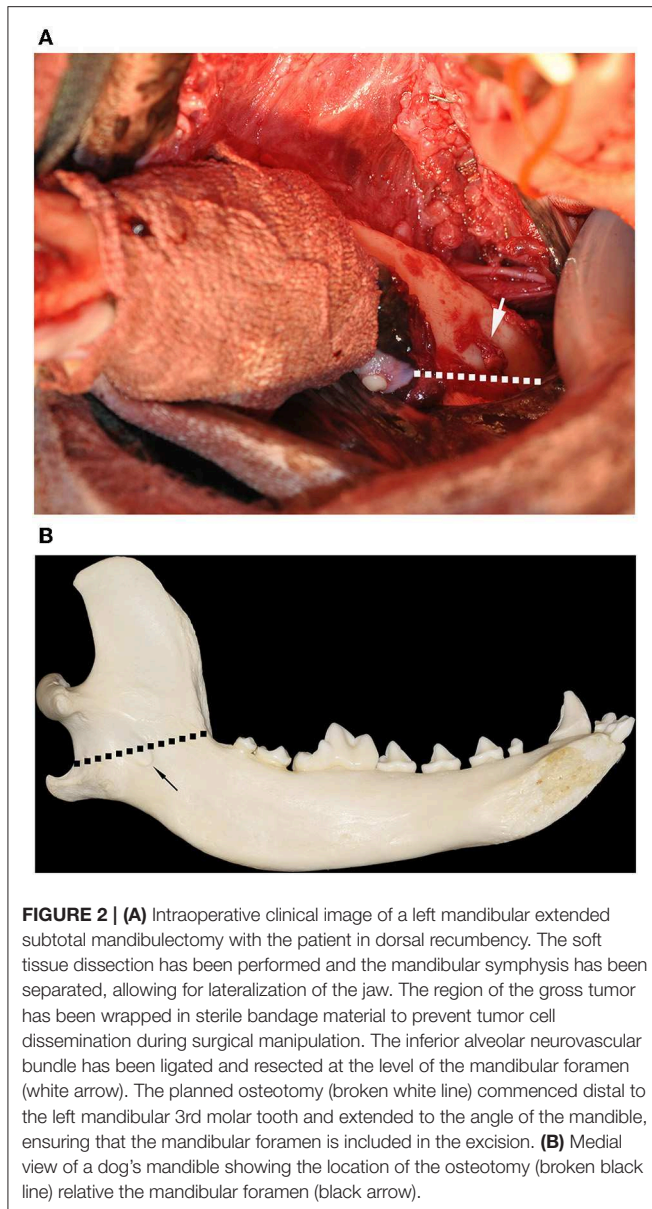 A
B
FIGURE 2 | (A) Intraoperative clinical image of a left mandibular extended
subtotal mandibulectomy with the patient in dorsal recumbency. The soft
tissue dissection has been performed and the mandibular symphysis has been
separated, allowing for lateralization of the jaw. The region of the gross tumor
has been wrapped in sterile bandage material to prevent tumor cell
dissemination during surgical manipulation. The inferior alveolar neurovascular
bundle has been ligated and resected at the level of the mandibular foramen
(white arrow). The planned osteotomy (broken white line) commenced distal to
the left mandibular 3rd molar tooth and extended to the angle of the mandible,
ensuring that the mandibular foramen is included in the excision. (B) Medial
view of a dog's mandible showing the location of the osteotomy (broken black
line) relative the mandibular foramen (black arrow).